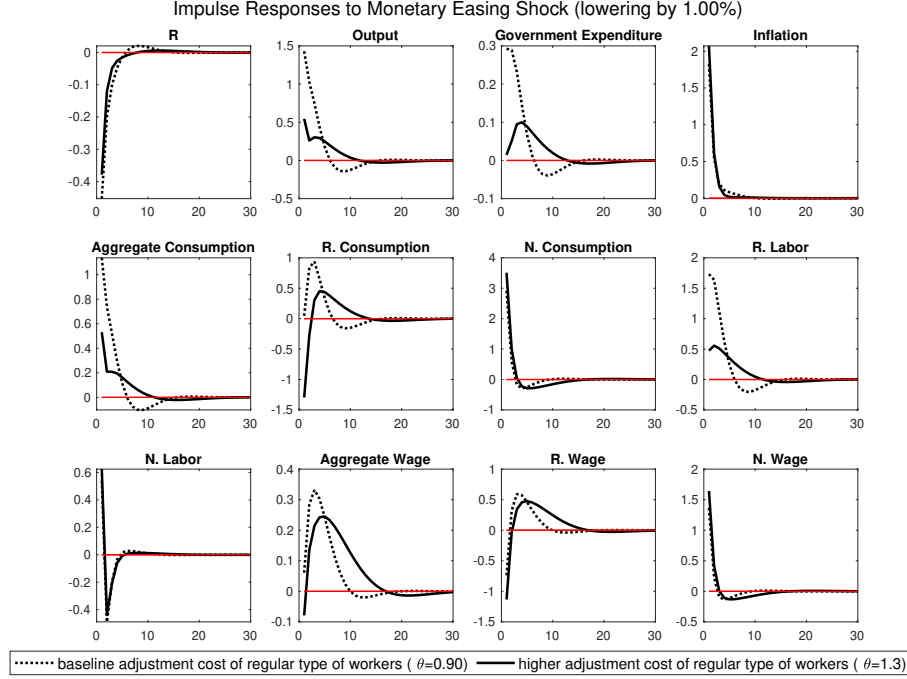 Impulse Responses to Monetary Easing Shock (lowering by 1.00%)
R Output Government Expenditure Inflation
0 -0.1 -0.2 -0.3 -0.4
0 10 20 30
1.5 1 0.5 0 -0.5
0 10 20 30
0.3 0.2 0.1 0 -0.1
0 10 20 30
2 1.5 1 0.5 0
0 10 20 30
Aggregate Consumption R. Consumption N. Consumption R. Labor
1 0.8 0.6 0.4 0.2 0
0 10 20 30
1 0.5 0 -0.5 -1 -1.5
0 10 20 30
4 3 2 1 0 -1
0 10 20 30
2 1.5 1 0.5 0 -0.5
0 10 20 30
N. Labor Aggregate Wage R. Wage N. Wage
0.6 0.4 0.2 0 -0.2 -0.4
0 10 20 30
0.4 0.3 0.2 0.1 0 -0.1
0 10 20 30
1 0.5 0 -0.5 -1 -1.5
0 10 20 30
2 1.5 1 0.5 0 -0.5
0 10 20 30
baseline adjustment cost of regular type of workers ( θ=0.90) higher adjustment cost of regular type of workers ( θ=1.3)